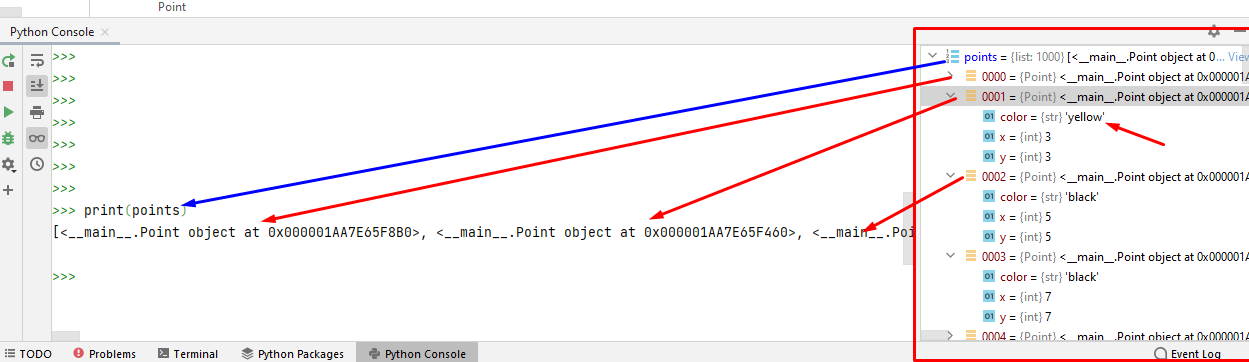 Point
Python Console
>>>
>>>
>>>
>>>
>>>
>>>
>>>
>>> print(points)
[<__main__.Point object at 0x000001AA7E65F8B0>, <__main__.Point object at 0x000001AA7E65F460>, <__main__.Poi
>>>
points = {list: 1000} [<__main__.Point object at 0... View
0000 = {Point} <__main__.Point object at 0x000001A
0001 = {Point} <__main__.Point object at 0x000001A
color = {str} 'yellow'
x = {int} 3
y = {int} 3
0002 = {Point} <__main__.Point object at 0x000001A
color = {str} 'black'
x = {int} 5
y = {int} 5
0003 = {Point} <__main__.Point object at 0x000001A
color = {str} 'black'
x = {int} 7
y = {int} 7
0004 = {Point} <__main__.Point object at 0x000001A
TODO Problems Terminal Python Packages Python Console Event Log